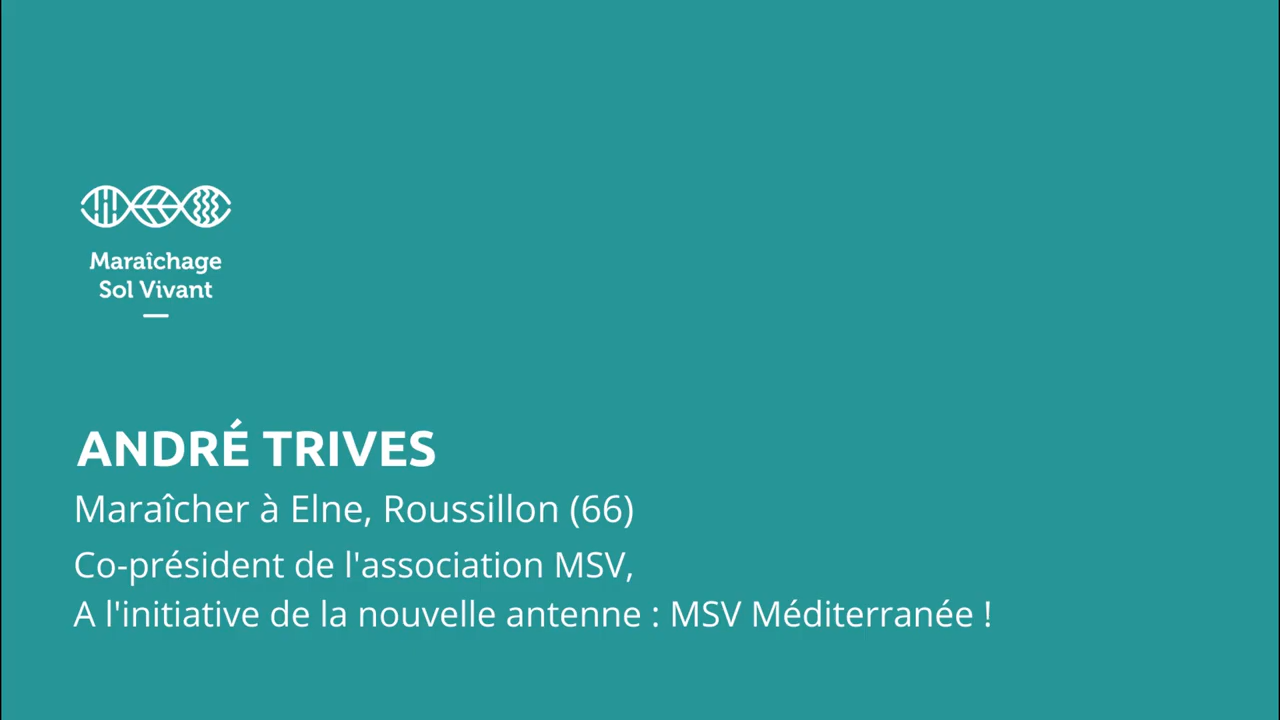 Maraîchage
Sol Vivant
ANDRÉ TRIVES
Maraîcher à Elne, Roussillon (66)
Co-président de l'association MSV,
A l'initiative de la nouvelle antenne : MSV Méditerranée !